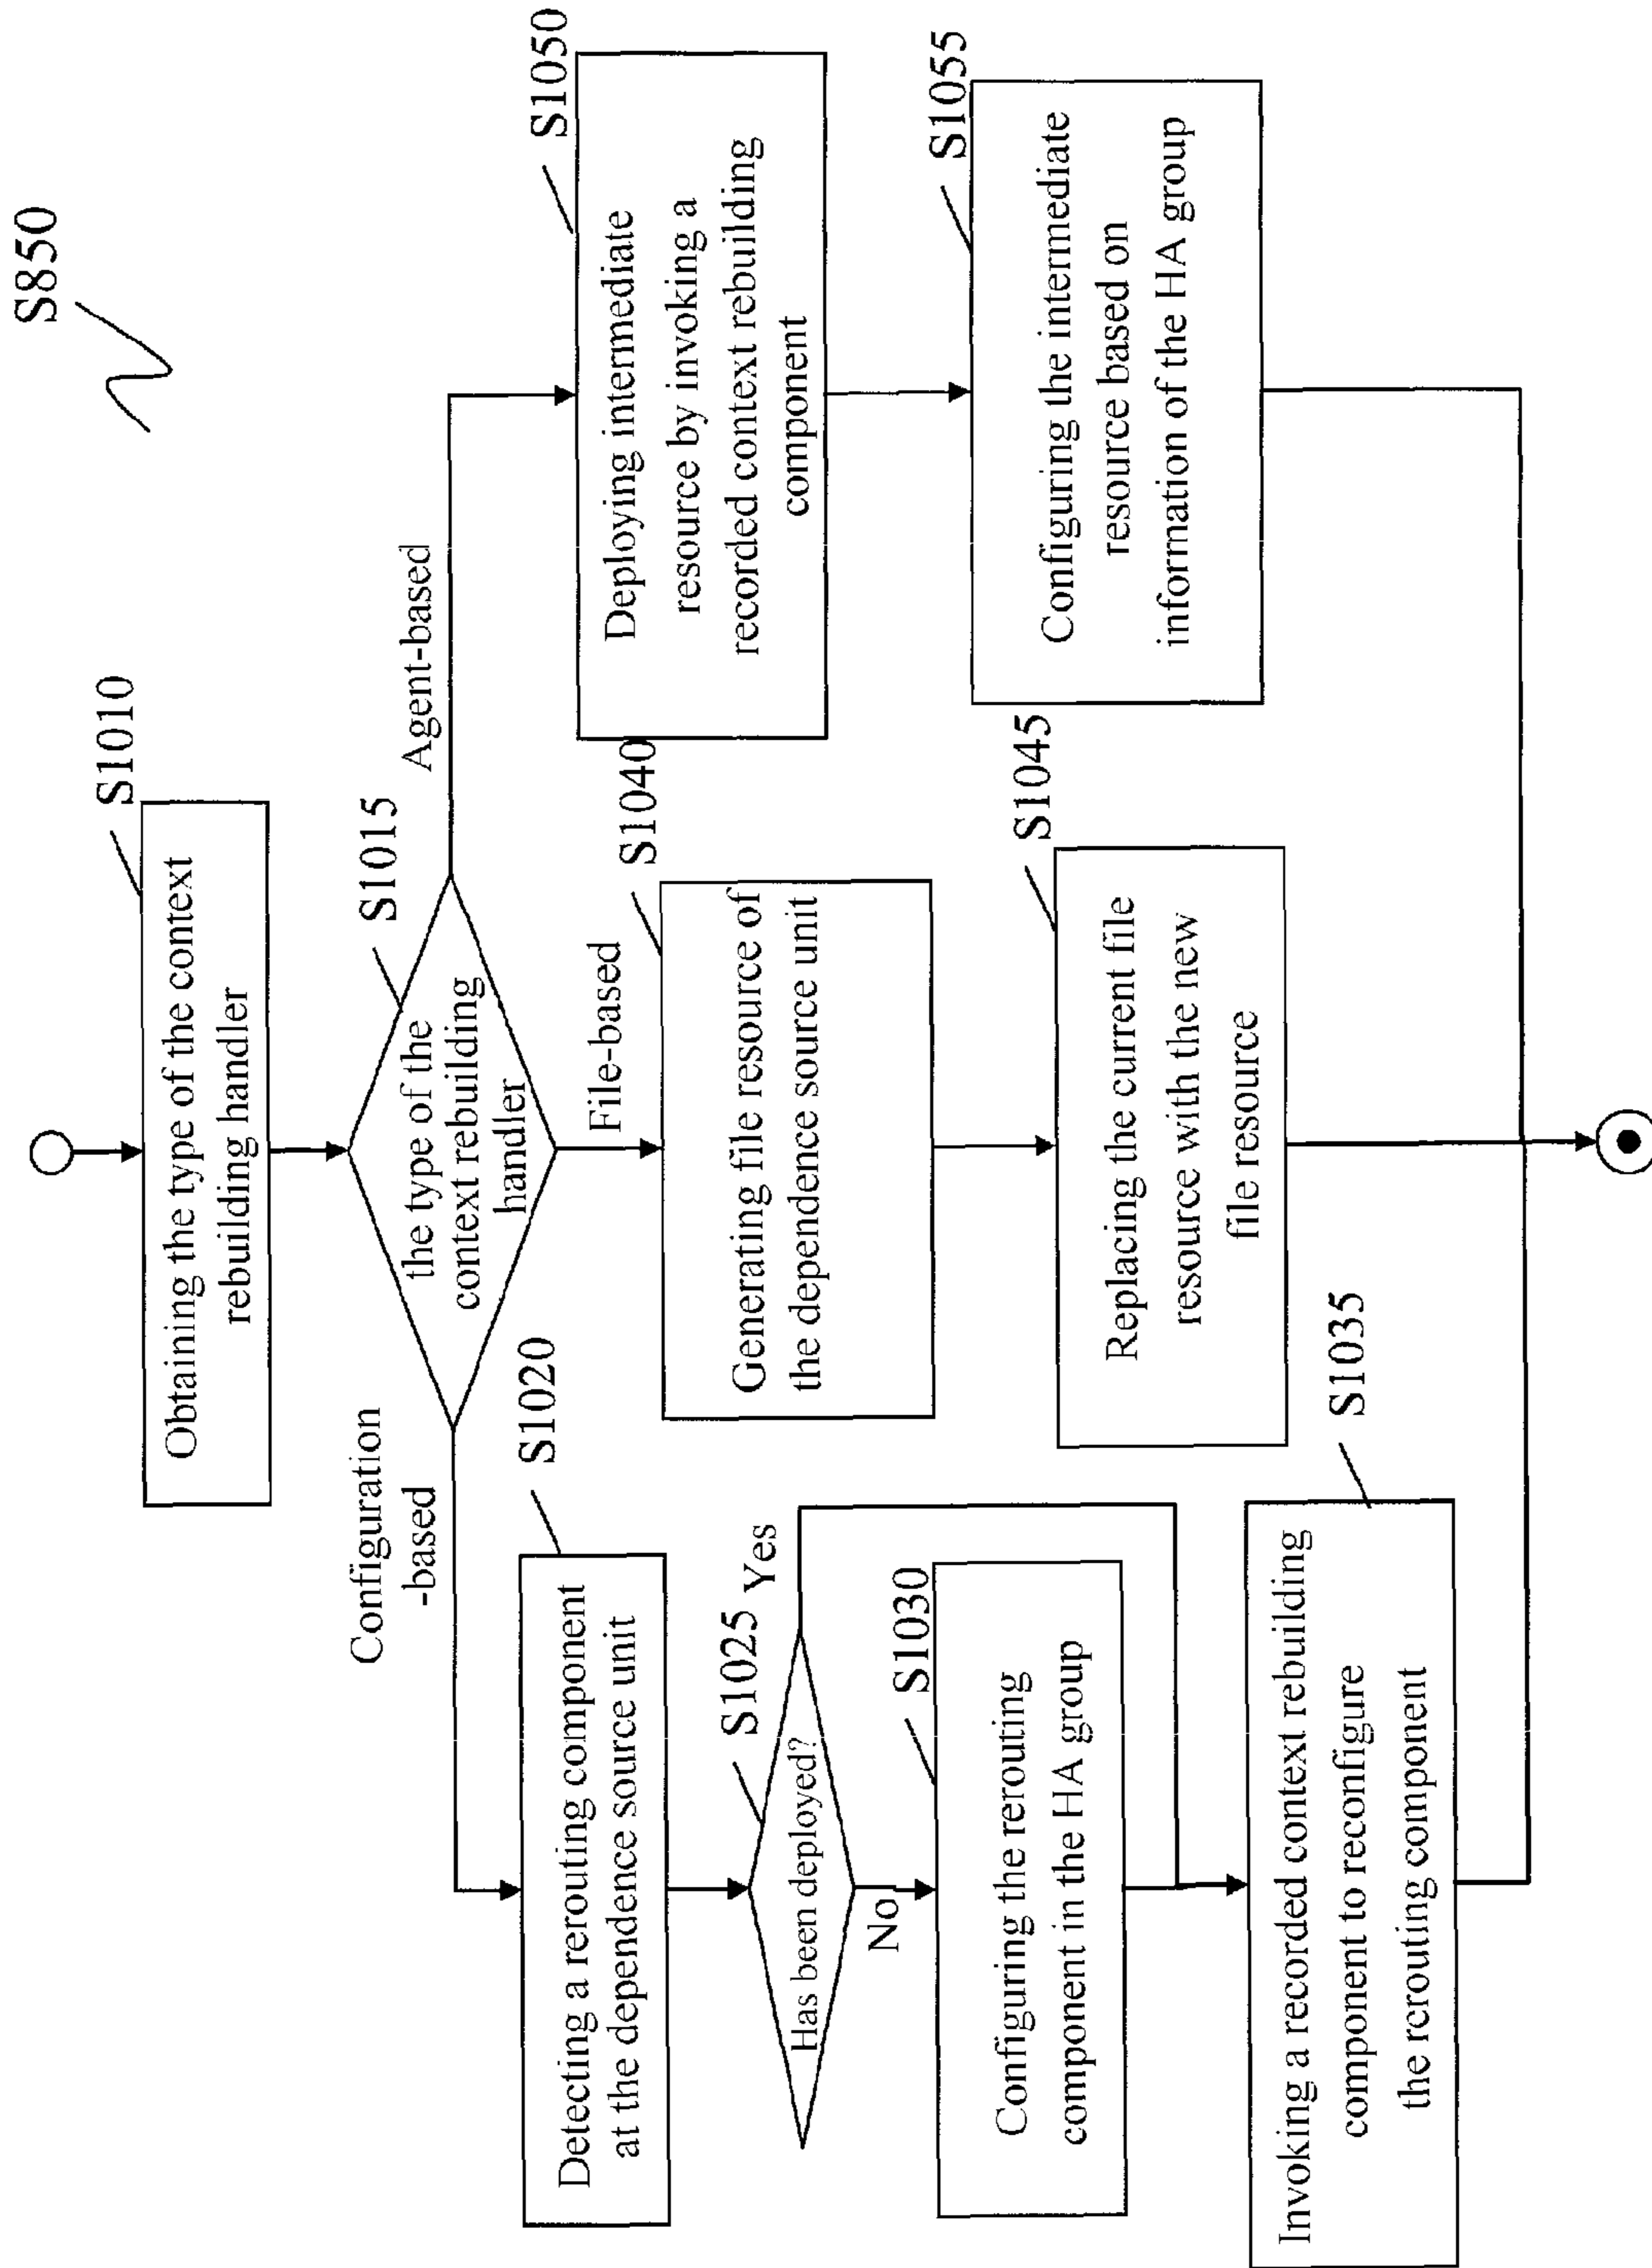 S850
S1010
Obtaining the type of the context
rebuilding handler
S1015
the type of the
context rebuilding
handler
Configuration
-based
File-based
Agent-based
S1020
Detecting a rerouting component
at the dependence source unit
S1025
Has been deployed?
Yes
No
S1030
Configuring the rerouting
component in the HA group
S1035
Invoking a recorded context rebuilding
component to reconfigure
the rerouting component
S1040
Generating file resource of
the dependence source unit
S1045
Replacing the current file
resource with the new
file resource
S1050
Deploying intermediate
resource by invoking a
recorded context rebuilding
component
S1055
Configuring the intermediate
resource based on
information of the HA group